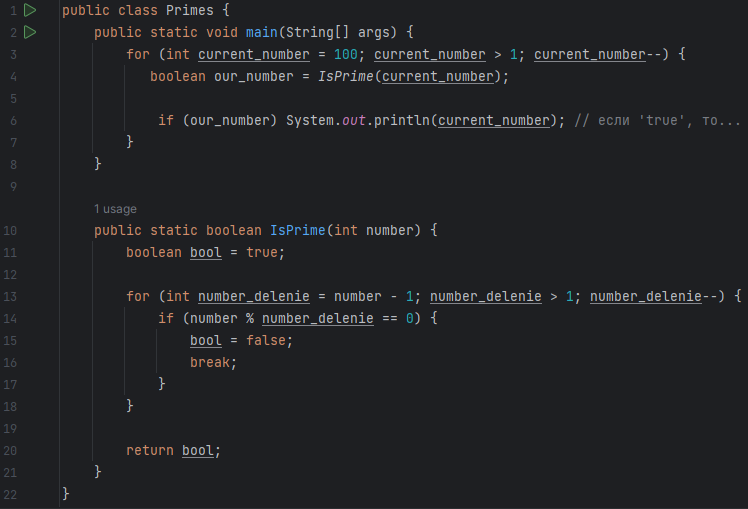 1 public class Primes {
2 public static void main(String[] args) {
3 for (int current_number = 100; current_number > 1; current_number--) {
4 boolean our_number = IsPrime(current_number);
5
6 if (our_number) System.out.println(current_number); // если 'true', то...
7 }
8 }
9
1 usage
10 public static boolean IsPrime(int number) {
11 boolean bool = true;
12
13 for (int number_delenie = number - 1; number_delenie > 1; number_delenie--) {
14 if (number % number_delenie == 0) {
15 bool = false;
16 break;
17 }
18 }
19
20 return bool;
21 }
22 }